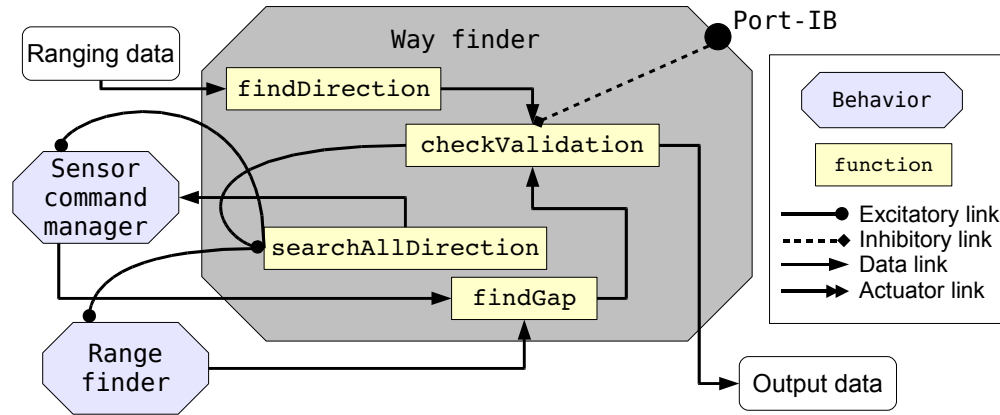 Port-IB
Way finder
Ranging data
findDirection
checkValidation
Sensor
command
manager
searchAllDirection
findGap
Range
finder
Output data
Behavior
function
Excitatory link
Inhibitory link
Data link
Actuator link